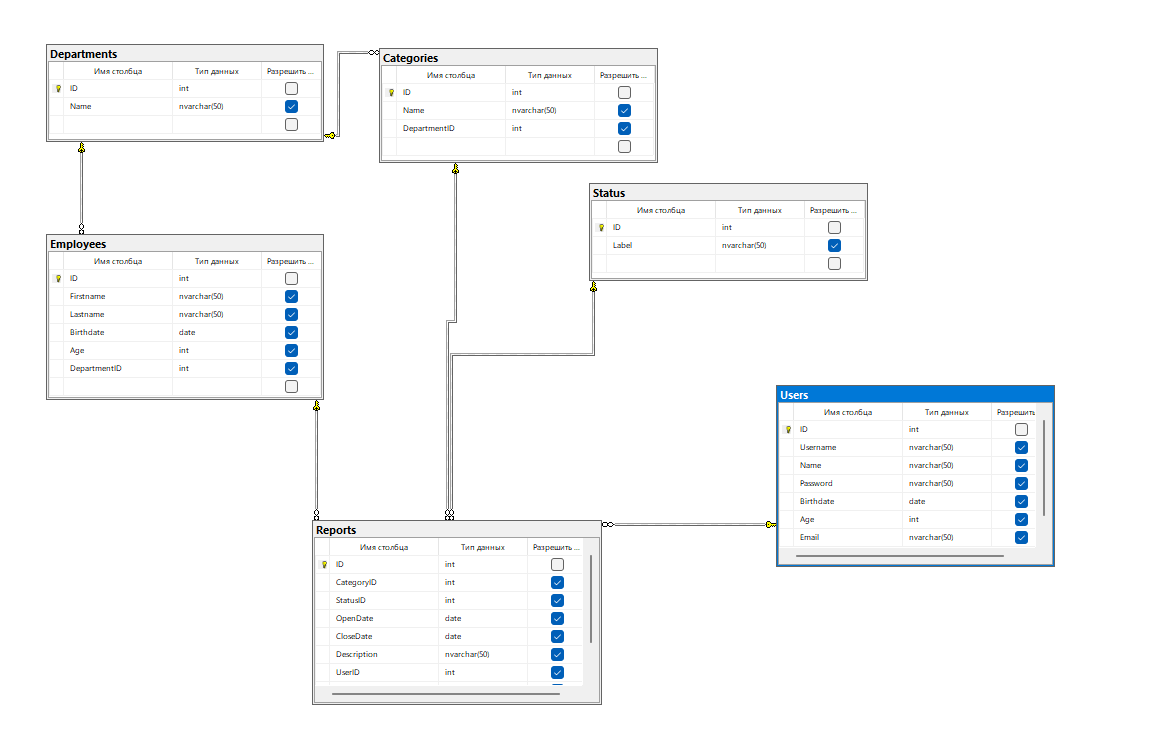 Departments
Имя столбца Тип данных Разрешить ...
ID int
Name nvarchar(50)
Categories
Имя столбца Тип данных Разрешить ...
ID int
Name nvarchar(50)
DepartmentID int
Status
Имя столбца Тип данных Разрешить ...
ID int
Label nvarchar(50)
Employees
Имя столбца Тип данных Разрешить ...
ID int
Firstname nvarchar(50)
Lastname nvarchar(50)
Birthdate date
Age int
DepartmentID int
Users
Имя столбца Тип данных Разрешить
ID int
Username nvarchar(50)
Name nvarchar(50)
Password nvarchar(50)
Birthdate date
Age int
Email nvarchar(50)
Reports
Имя столбца Тип данных Разрешить ...
ID int
CategoryID int
StatusID int
OpenDate date
CloseDate date
Description nvarchar(50)
UserID int